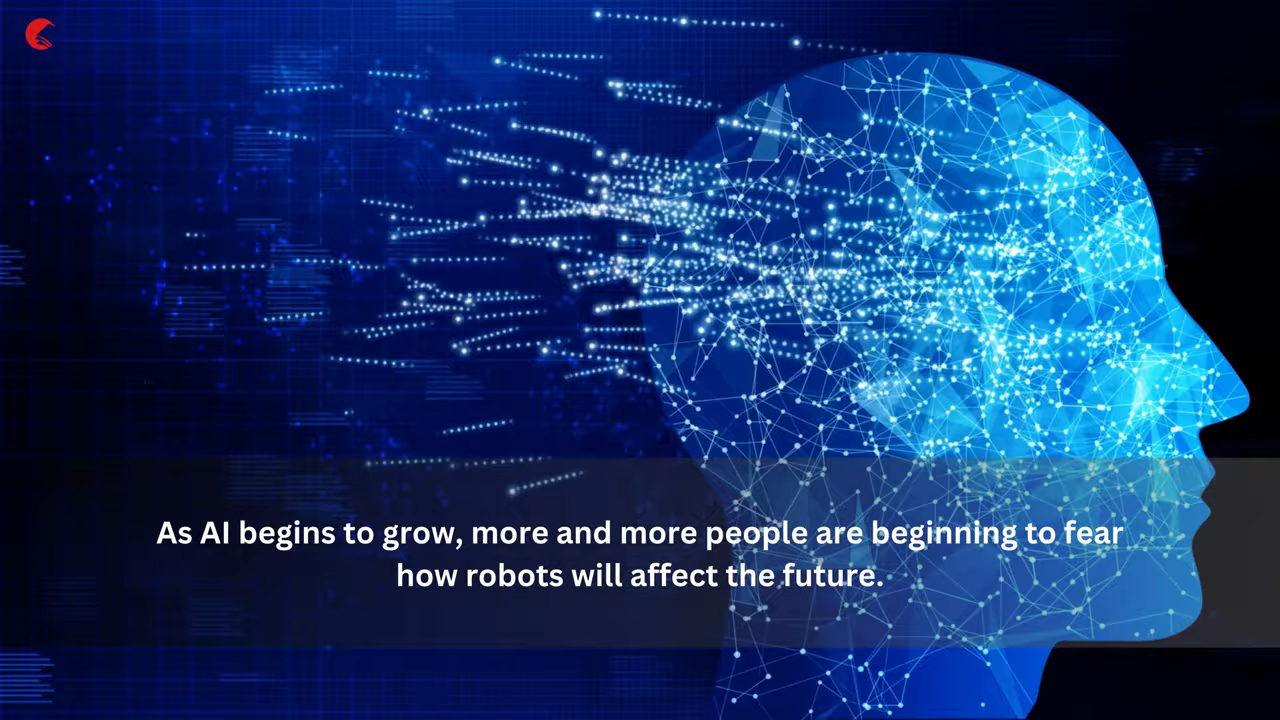 As AI begins to grow, more and more people are beginning to fear
how robots will affect the future.